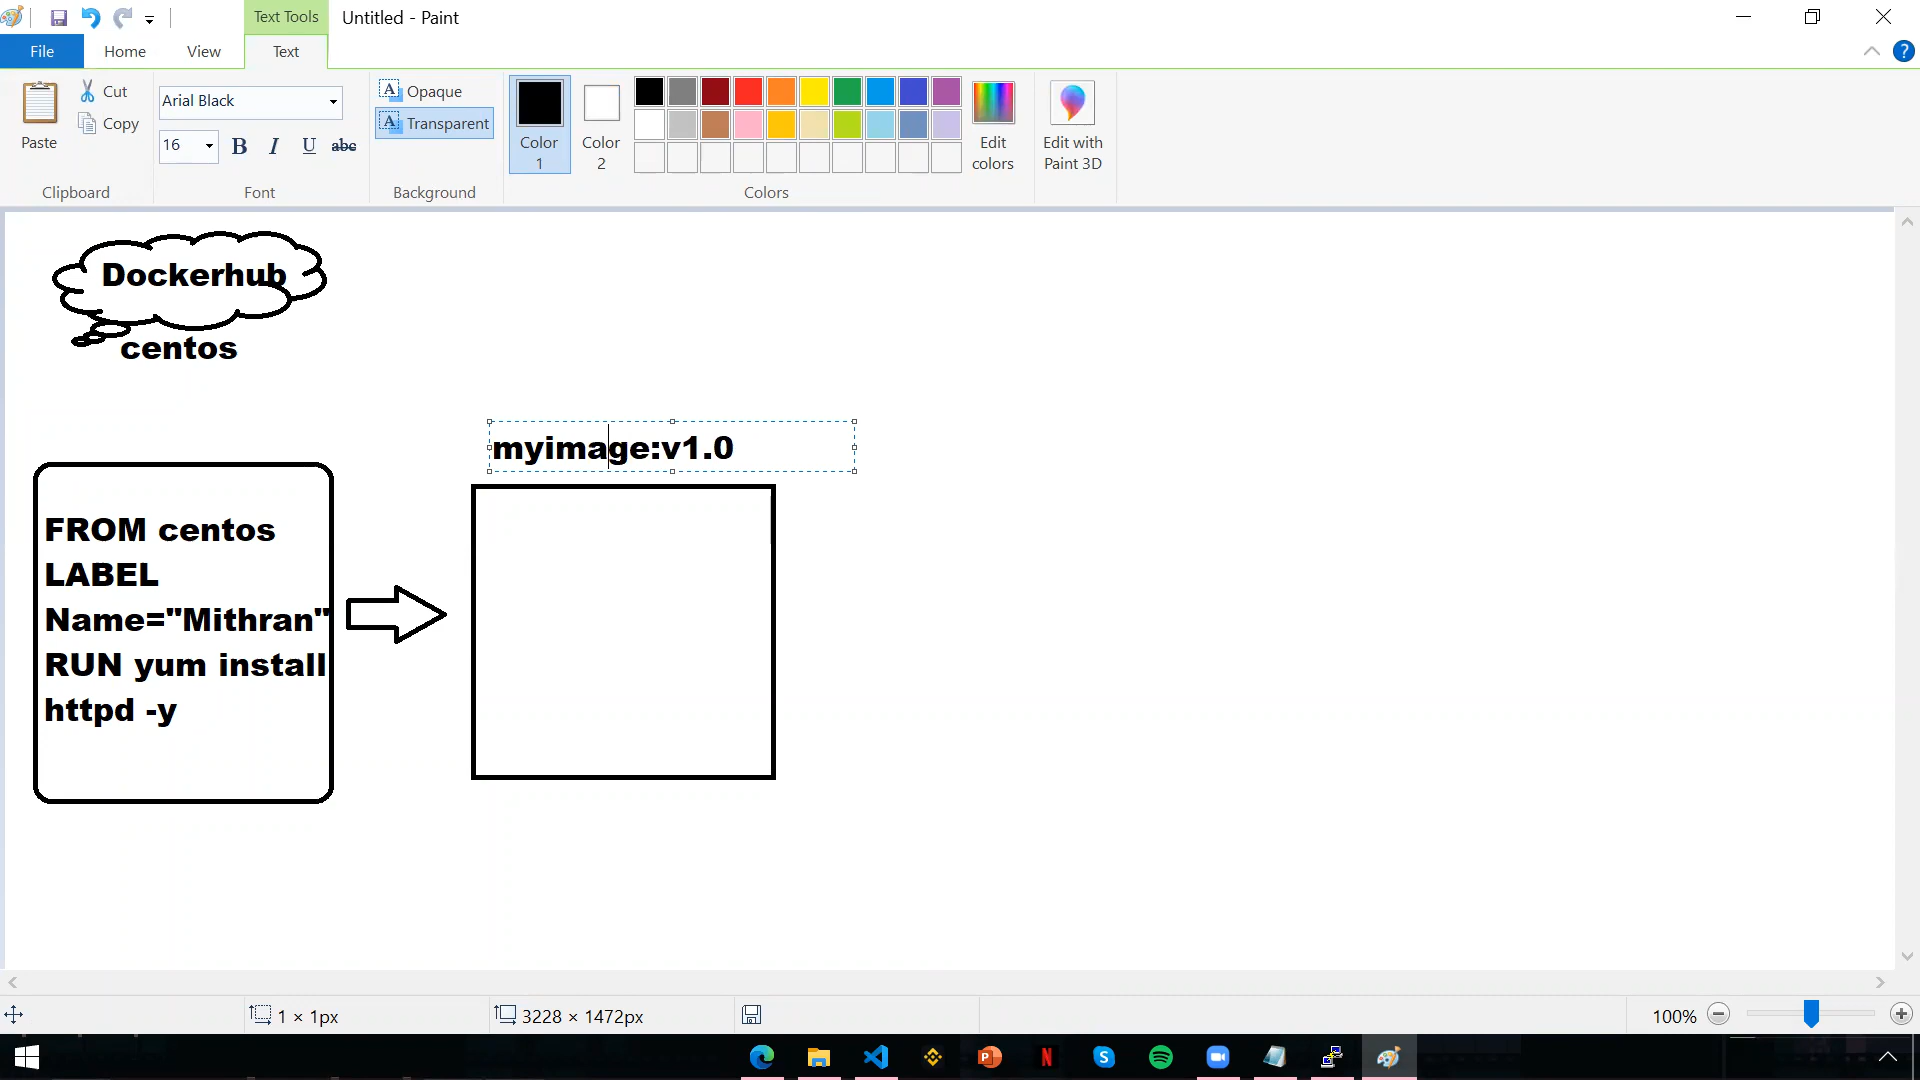 Text Tools
Untitled - Paint
File
Home
View
Text
Paste
Cut
Copy
Clipboard
Arial Black
16
B I U abc
Font
Opaque
Transparent
Background
Color 1
Color 2
Colors
Edit colors
Edit with Paint 3D
Dockerhub
centos
myimage:v1.0
FROM centos
LABEL
Name="Mithran"
RUN yum install
httpd -y
1 × 1px
3228 × 1472px
100%